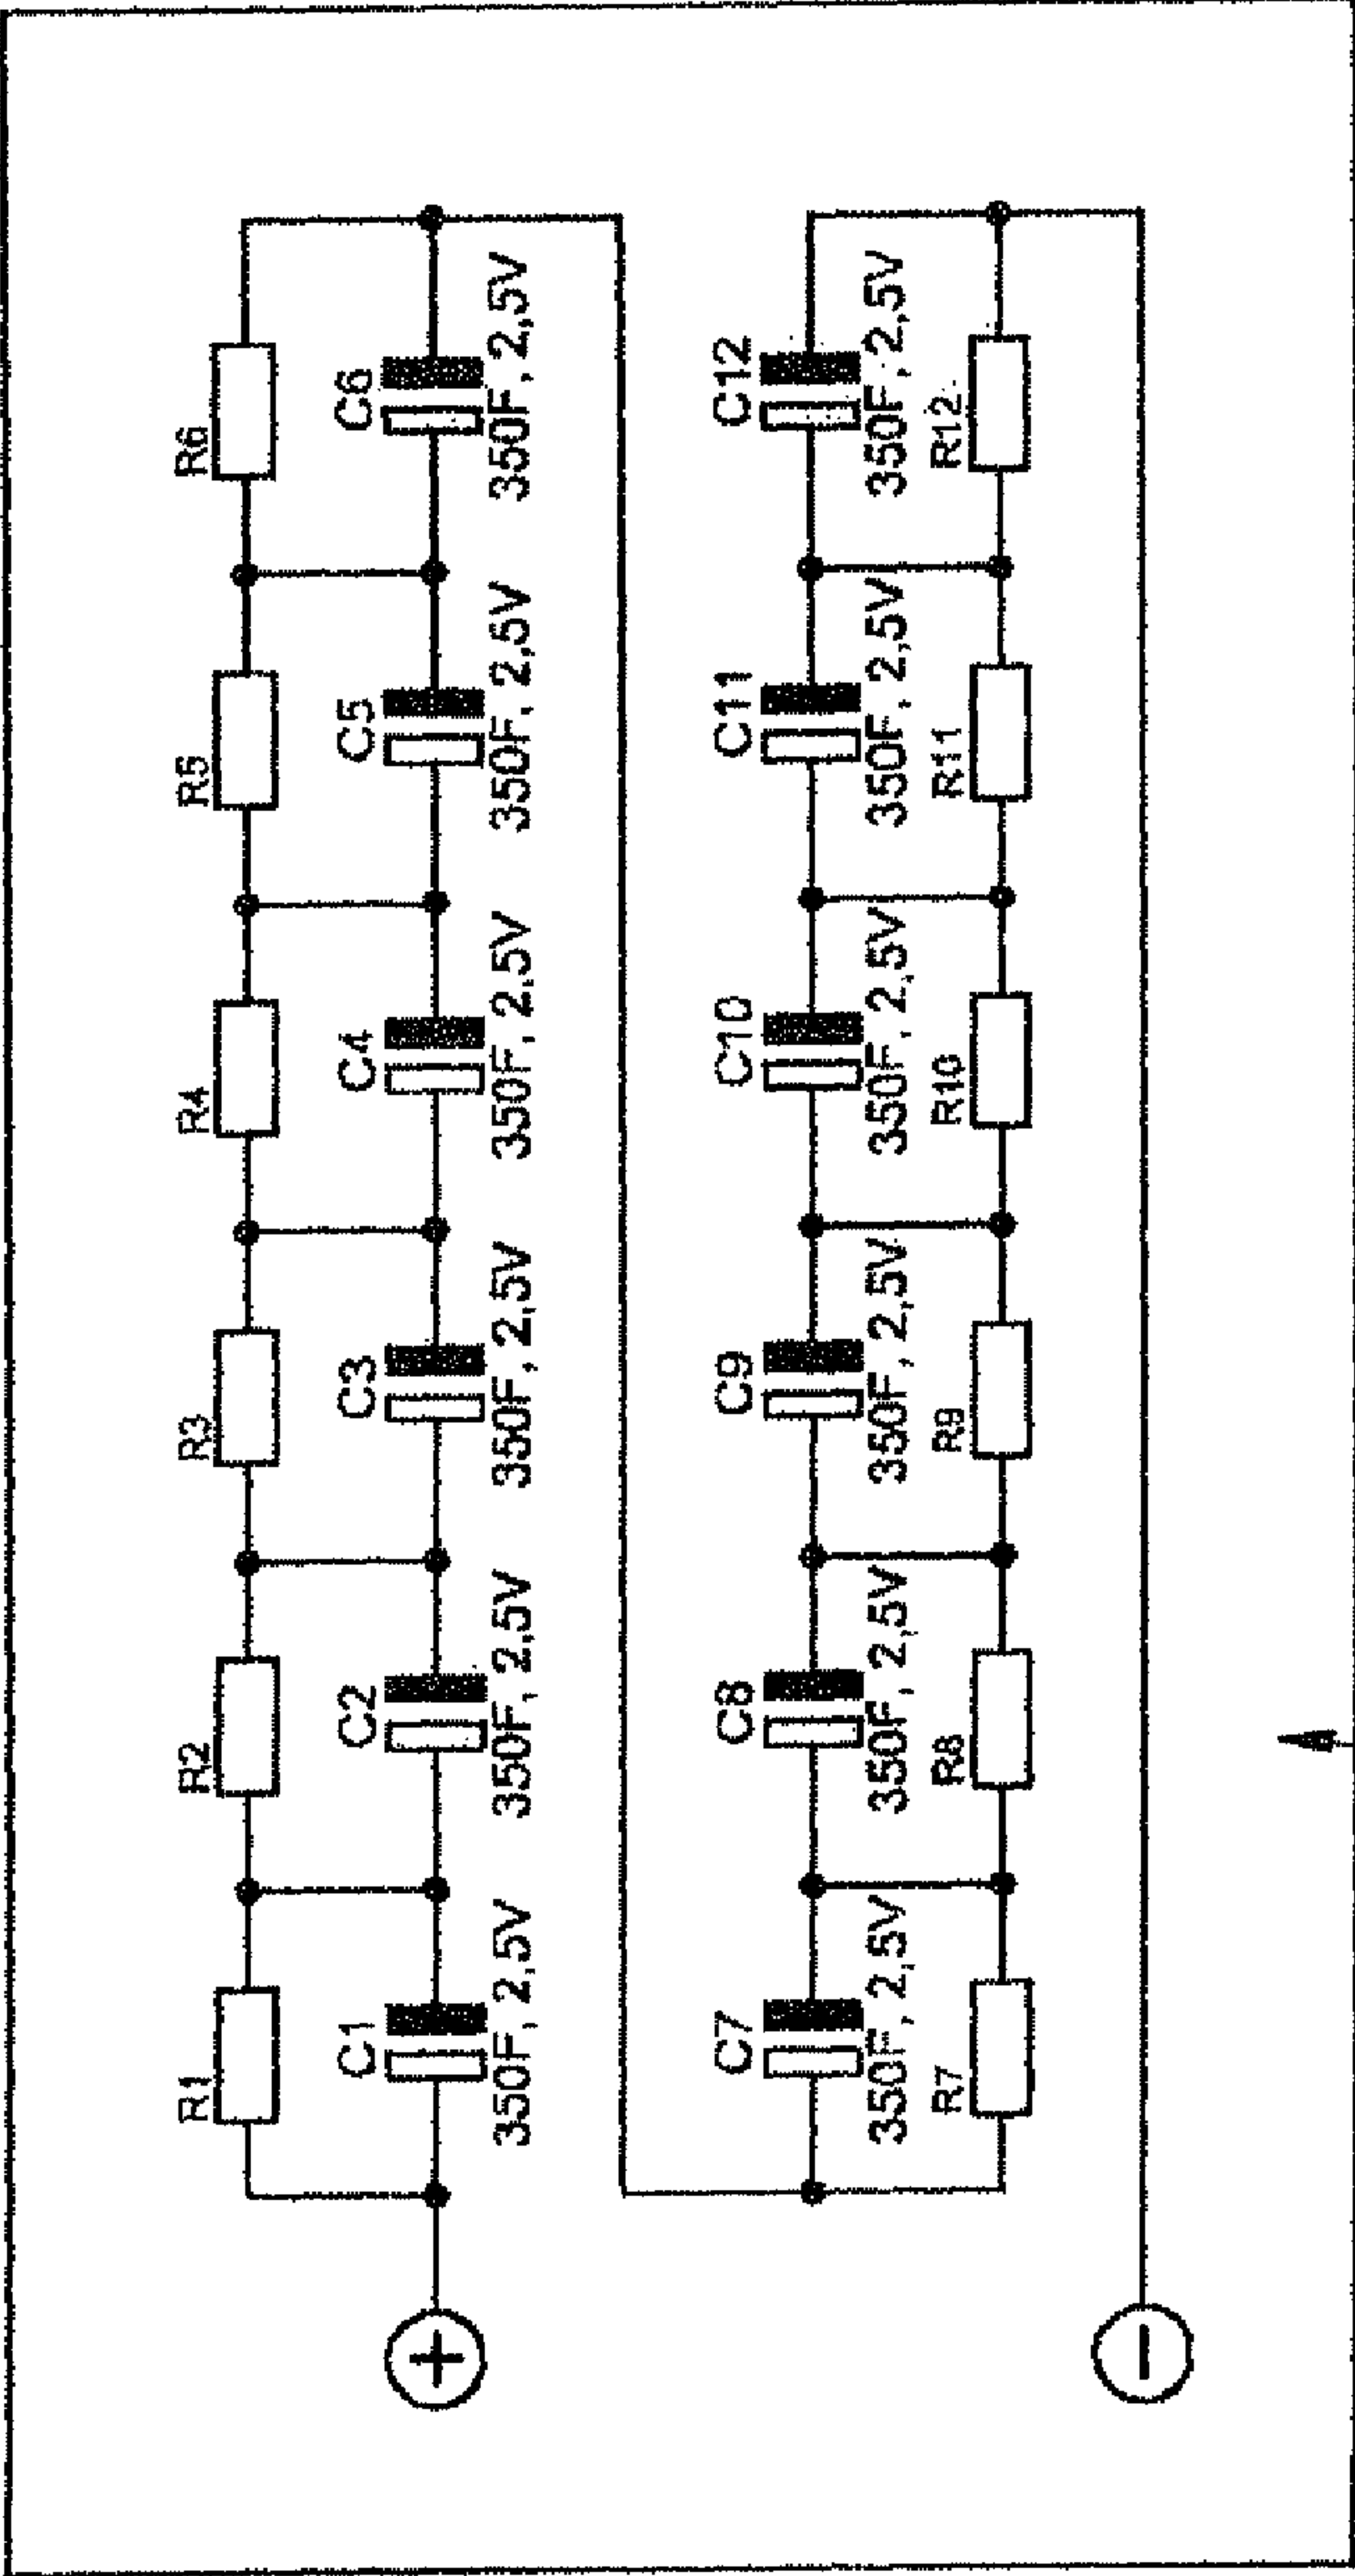 R1
R2
R3
R4
R5
R6
C1
C2
C3
C4
C5
C6
350F, 2,5V
350F, 2,5V
350F, 2,5V
350F, 2,5V
350F, 2,5V
350F, 2,5V
+
C7
C8
C9
C10
C11
C12
350F, 2,5V
350F, 2,5V
350F, 2,5V
350F, 2,5V
350F, 2,5V
350F, 2,5V
R7
R8
R9
R10
R11
R12
−